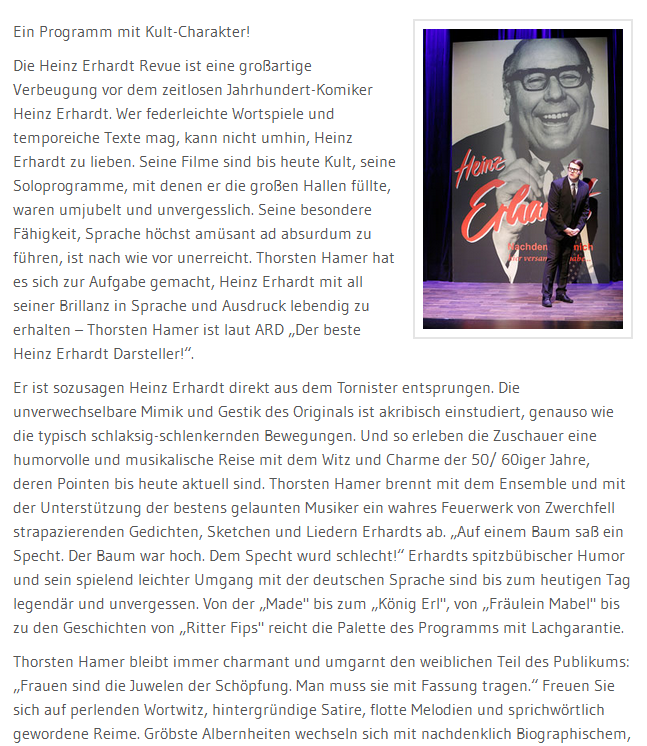 Ein Programm mit Kult-Charakter!
Die Heinz Erhardt Revue ist eine großartige
Verbeugung vor dem zeitlosen Jahrhundert-Komiker
Heinz Erhardt. Wer federleichte Wortspiele und
temporeiche Texte mag, kann nicht umhin, Heinz
Erhardt zu lieben. Seine Filme sind bis heute Kult, seine
Soloprogramme, mit denen er die großen Hallen füllte,
waren umjubelt und unvergesslich. Seine besondere
Fähigkeit, Sprache höchst amüsant ad absurdum zu
führen, ist nach wie vor unerreicht. Thorsten Hamer hat
es sich zur Aufgabe gemacht, Heinz Erhardt mit all
seiner Brillanz in Sprache und Ausdruck lebendig zu
erhalten – Thorsten Hamer ist laut ARD „Der beste
Heinz Erhardt Darsteller!“.
Heinz
Er ist sozusagen Heinz Erhardt direkt aus dem Tornister entsprungen. Die
unverwechselbare Mimik und Gestik des Originals ist akribisch einstudiert, genauso wie
die typisch schlaksig-schlenkernden Bewegungen. Und so erleben die Zuschauer eine
humorvolle und musikalische Reise mit dem Witz und Charme der 50/ 60iger Jahre,
deren Pointen bis heute aktuell sind. Thorsten Hamer brennt mit dem Ensemble und mit
der Unterstützung der bestens gelaunten Musiker ein wahres Feuerwerk von Zwerchfell
strapazierenden Gedichten, Sketchen und Liedern Erhardts ab. „Auf einem Baum saß ein
Specht. Der Baum war hoch. Dem Specht wurd schlecht!“ Erhardts spitzbübischer Humor
und sein spielend leichter Umgang mit der deutschen Sprache sind bis zum heutigen Tag
legendär und unvergessen. Von der „Made" bis zum „König Erl", von „Fräulein Mabel" bis
zu den Geschichten von „Ritter Fips" reicht die Palette des Programms mit Lachgarantie.
Thorsten Hamer bleibt immer charmant und umgarnt den weiblichen Teil des Publikums:
„Frauen sind die Juwelen der Schöpfung. Man muss sie mit Fassung tragen.“ Freuen Sie
sich auf perlenden Wortwitz, hintergründige Satire, flotte Melodien und sprichwörtlich
gewordene Reime. Gröbste Albernheiten wechseln sich mit nachdenklich Biographischem,